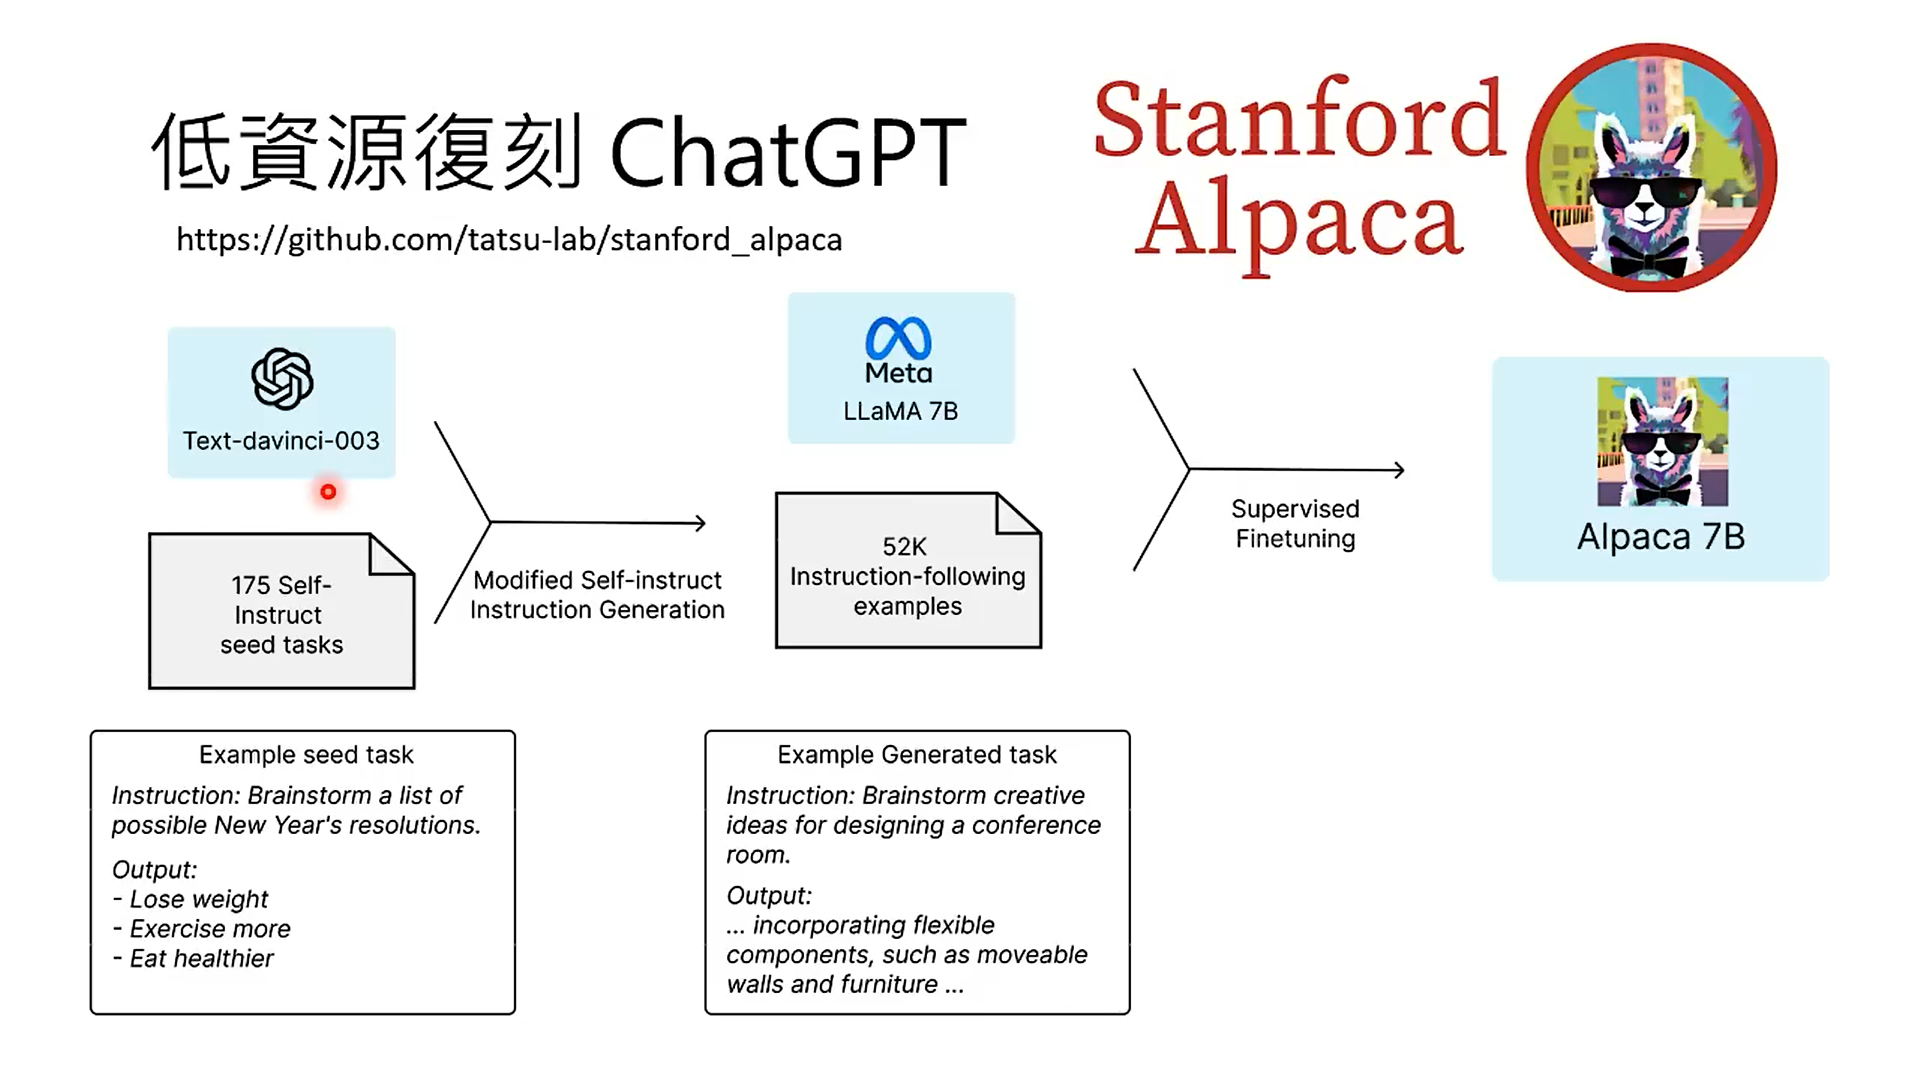 低資源復刻 ChatGPT
https://github.com/tatsu-lab/stanford_alpaca
Stanford
Alpaca
Text-davinci-003
175 Self-
Instruct
seed tasks
Modified Self-instruct
Instruction Generation
Meta
LLaMA 7B
52K
Instruction-following
examples
Supervised
Finetuning
Alpaca 7B
Example seed task
Instruction: Brainstorm a list of
possible New Year's resolutions.
Output:
- Lose weight
- Exercise more
- Eat healthier
Example Generated task
Instruction: Brainstorm creative
ideas for designing a conference
room.
Output:
... incorporating flexible
components, such as moveable
walls and furniture ...